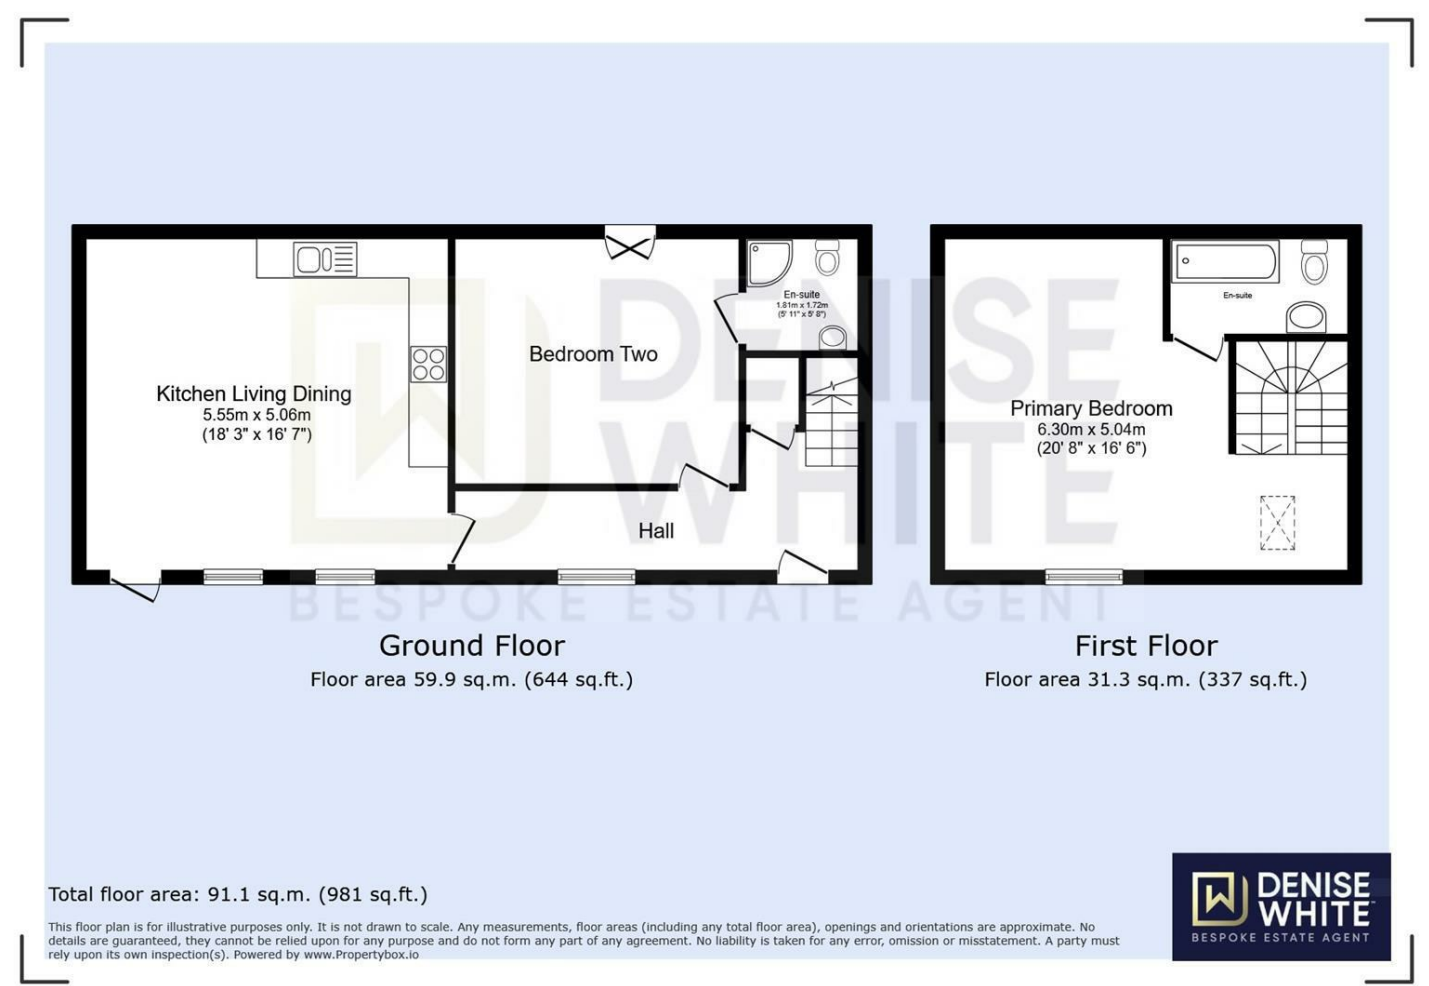 Kitchen Living Dining
5.55m x 5.06m
(18' 3" x 16' 7")
Bedroom Two
En-suite
1.81m x 1.72m
(5' 11" x 5' 8")
Hall
En-suite
Primary Bedroom
6.30m x 5.04m
(20' 8" x 16' 6")
DENISE
WHITE
BESPOKE ESTATE AGENT
Ground Floor
Floor area 59.9 sq.m. (644 sq.ft.)
First Floor
Floor area 31.3 sq.m. (337 sq.ft.)
Total floor area: 91.1 sq.m. (981 sq.ft.)
This floor plan is for illustrative purposes only. It is not drawn to scale. Any measurements, floor areas (including any total floor area), openings and orientations are approximate. No
details are guaranteed, they cannot be relied upon for any purpose and do not form any part of any agreement. No liability is taken for any error, omission or misstatement. A party must
rely upon its own inspection(s). Powered by www.Propertybox.io
DENISE
WHITE
BESPOKE ESTATE AGENT